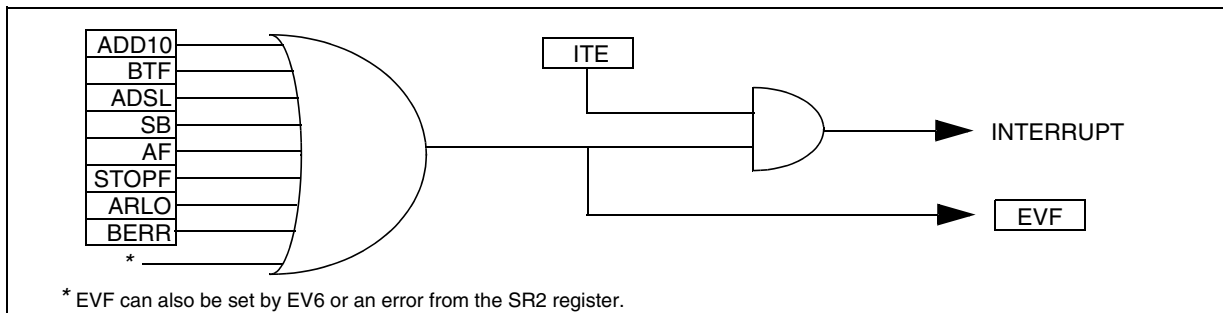 ADD10
BTF
ADSL
SB
AF
STOPF
ARLO
BERR
*
ITE
INTERRUPT
EVF
* EVF can also be set by EV6 or an error from the SR2 register.